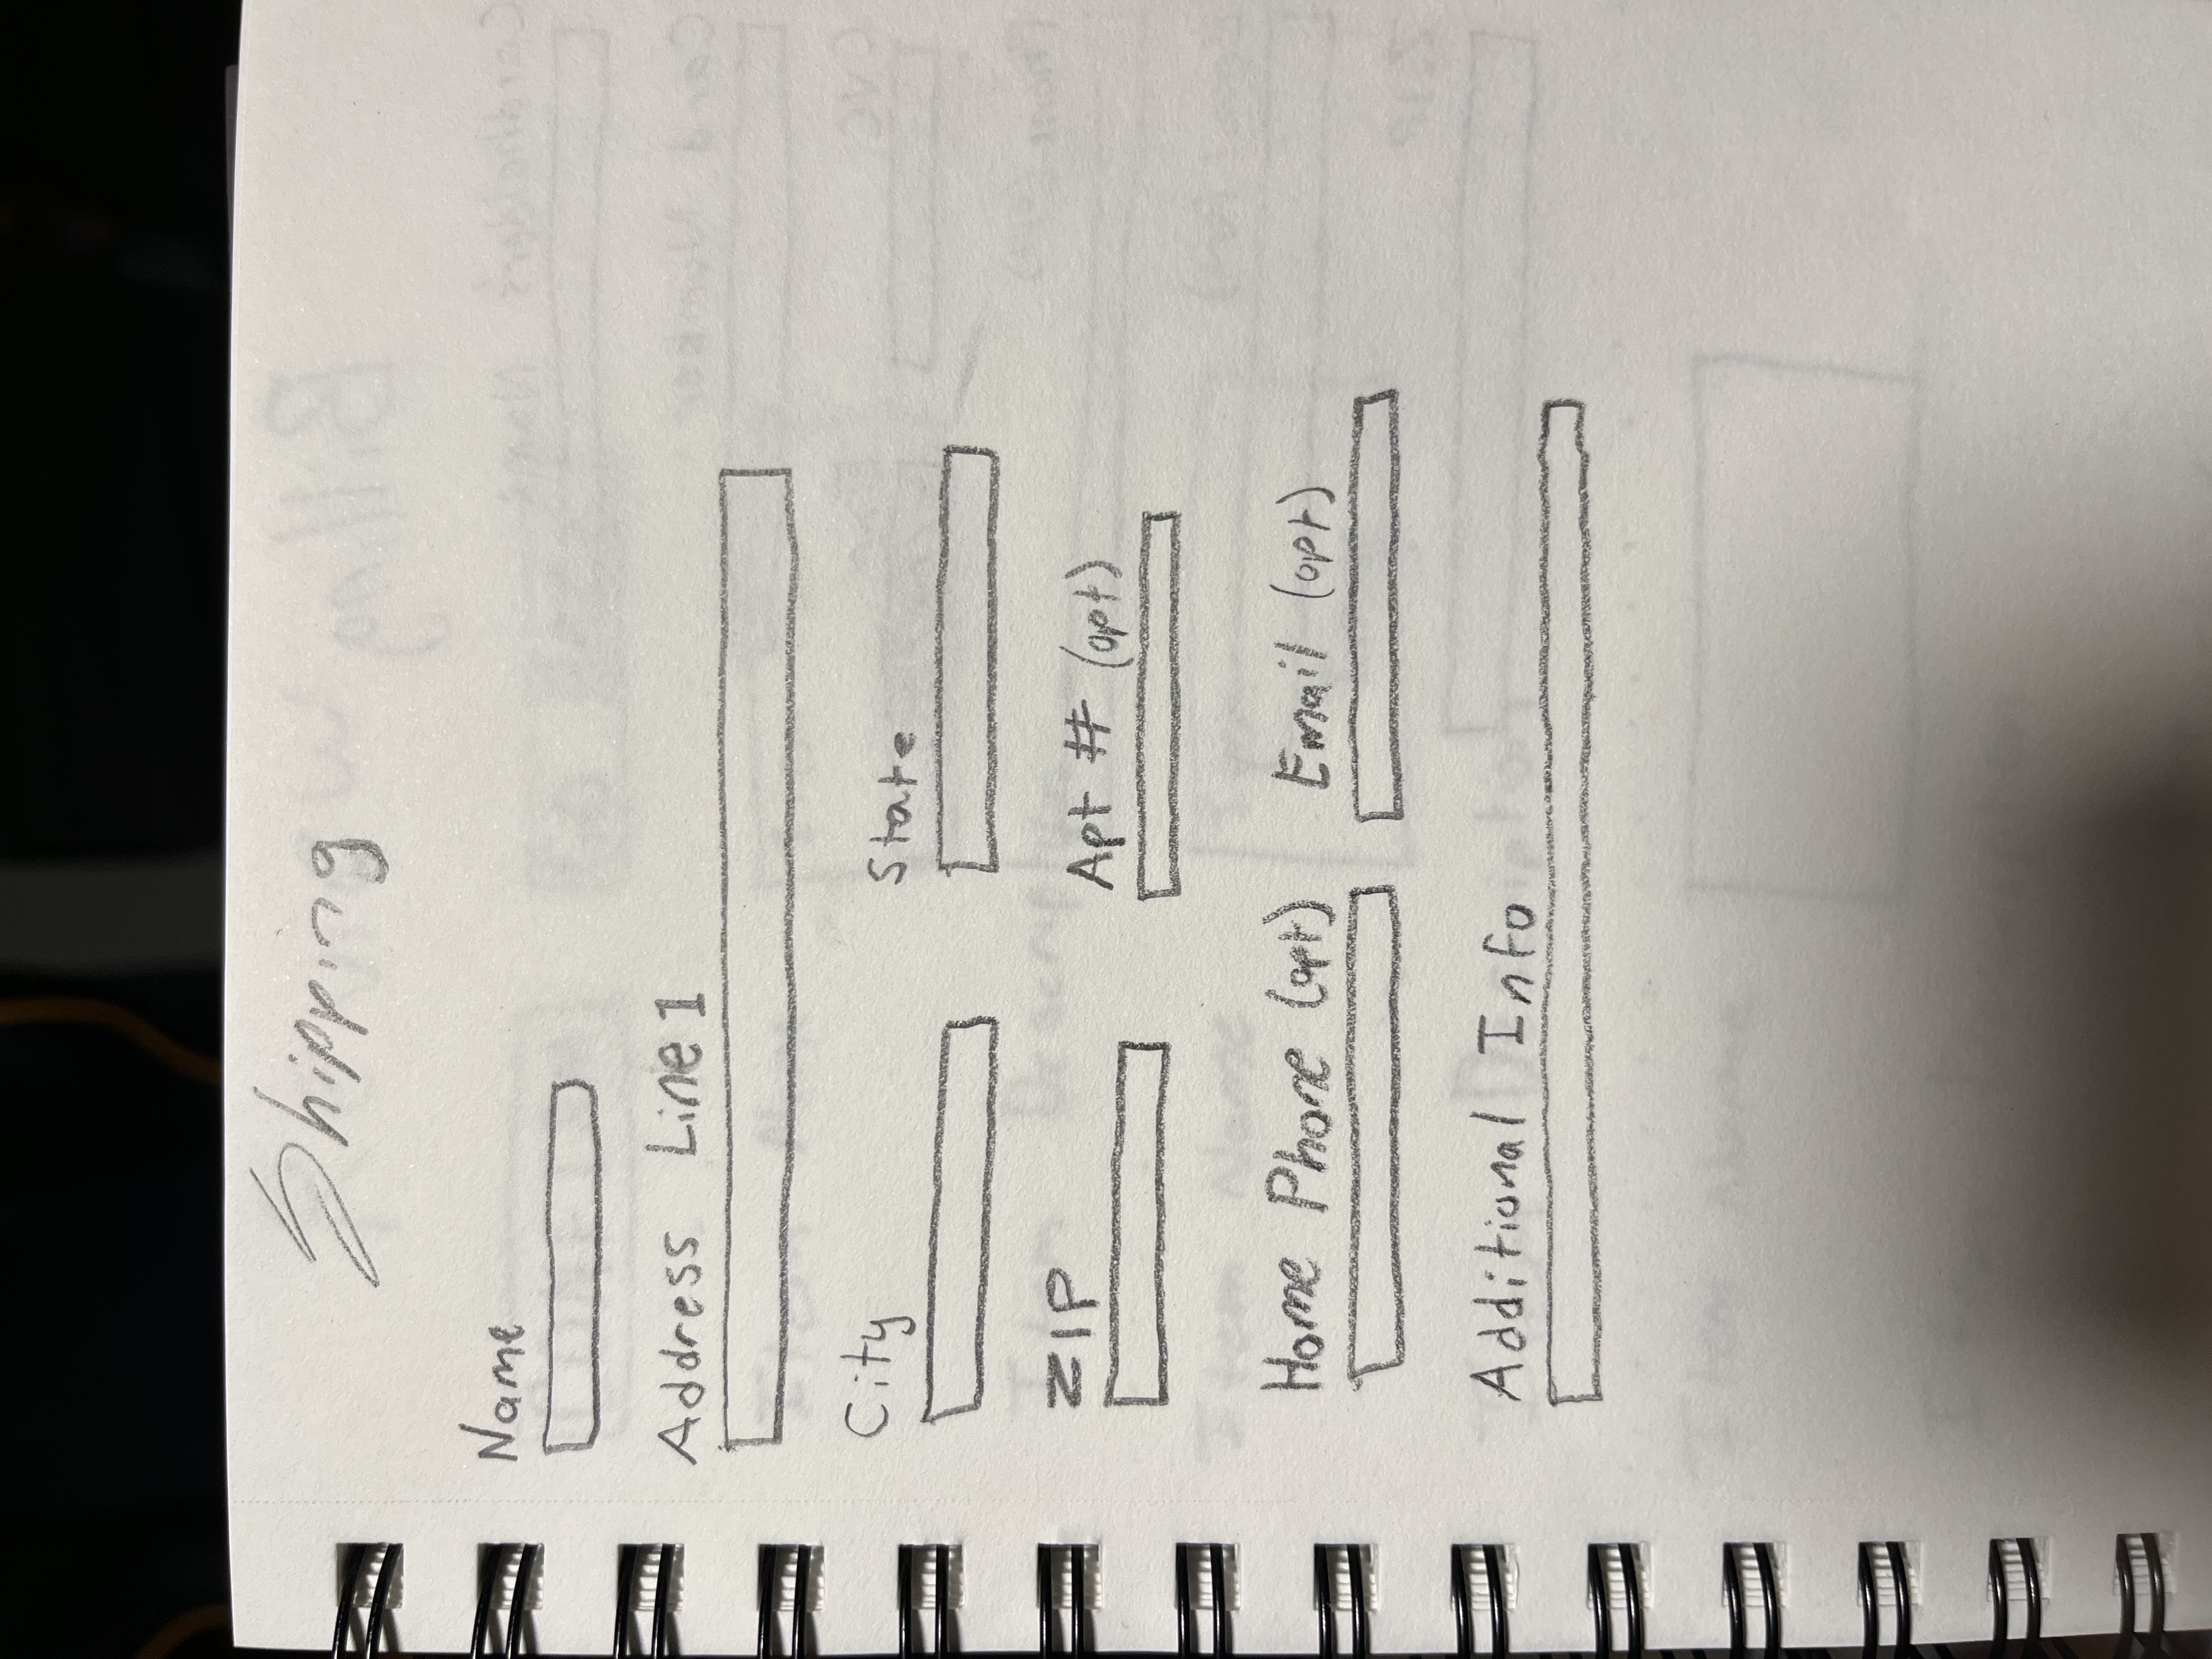 Shipping
Name
Address Line 1
City State
ZIP Apt # (opt)
Home Phone (opt) Email (opt)
Additional Info